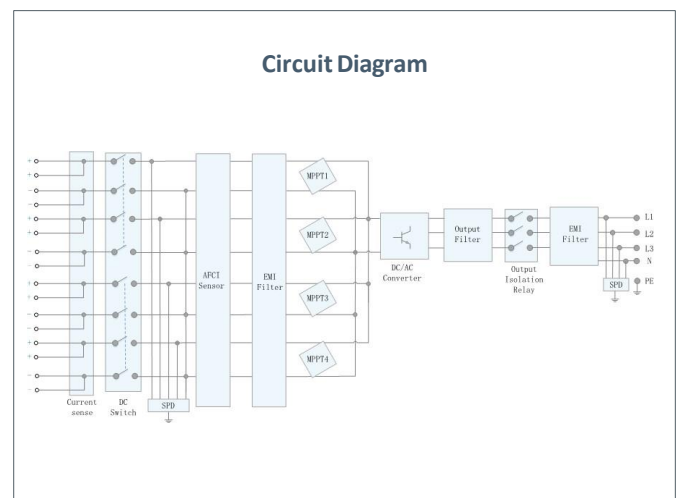 Circuit Diagram
+
+
-
-
+
+
-
-
+
+
-
-
+
+
-
-
Current
sense
DC
Switch
SPD
AFCI
Sensor
EMI
Filter
MPPT1
MPPT2
MPPT3
MPPT4
DC/AC
Converter
Output
Filter
Output
Isolation
Relay
EMI
Filter
SPD
L1
L2
L3
N
PE